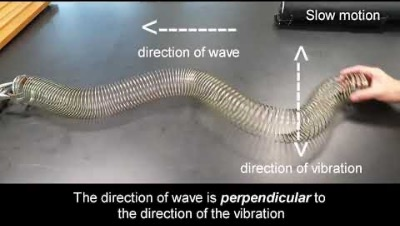 Slow motion
direction of wave
direction of vibration
The direction of wave is perpendicular to
the direction of the vibration